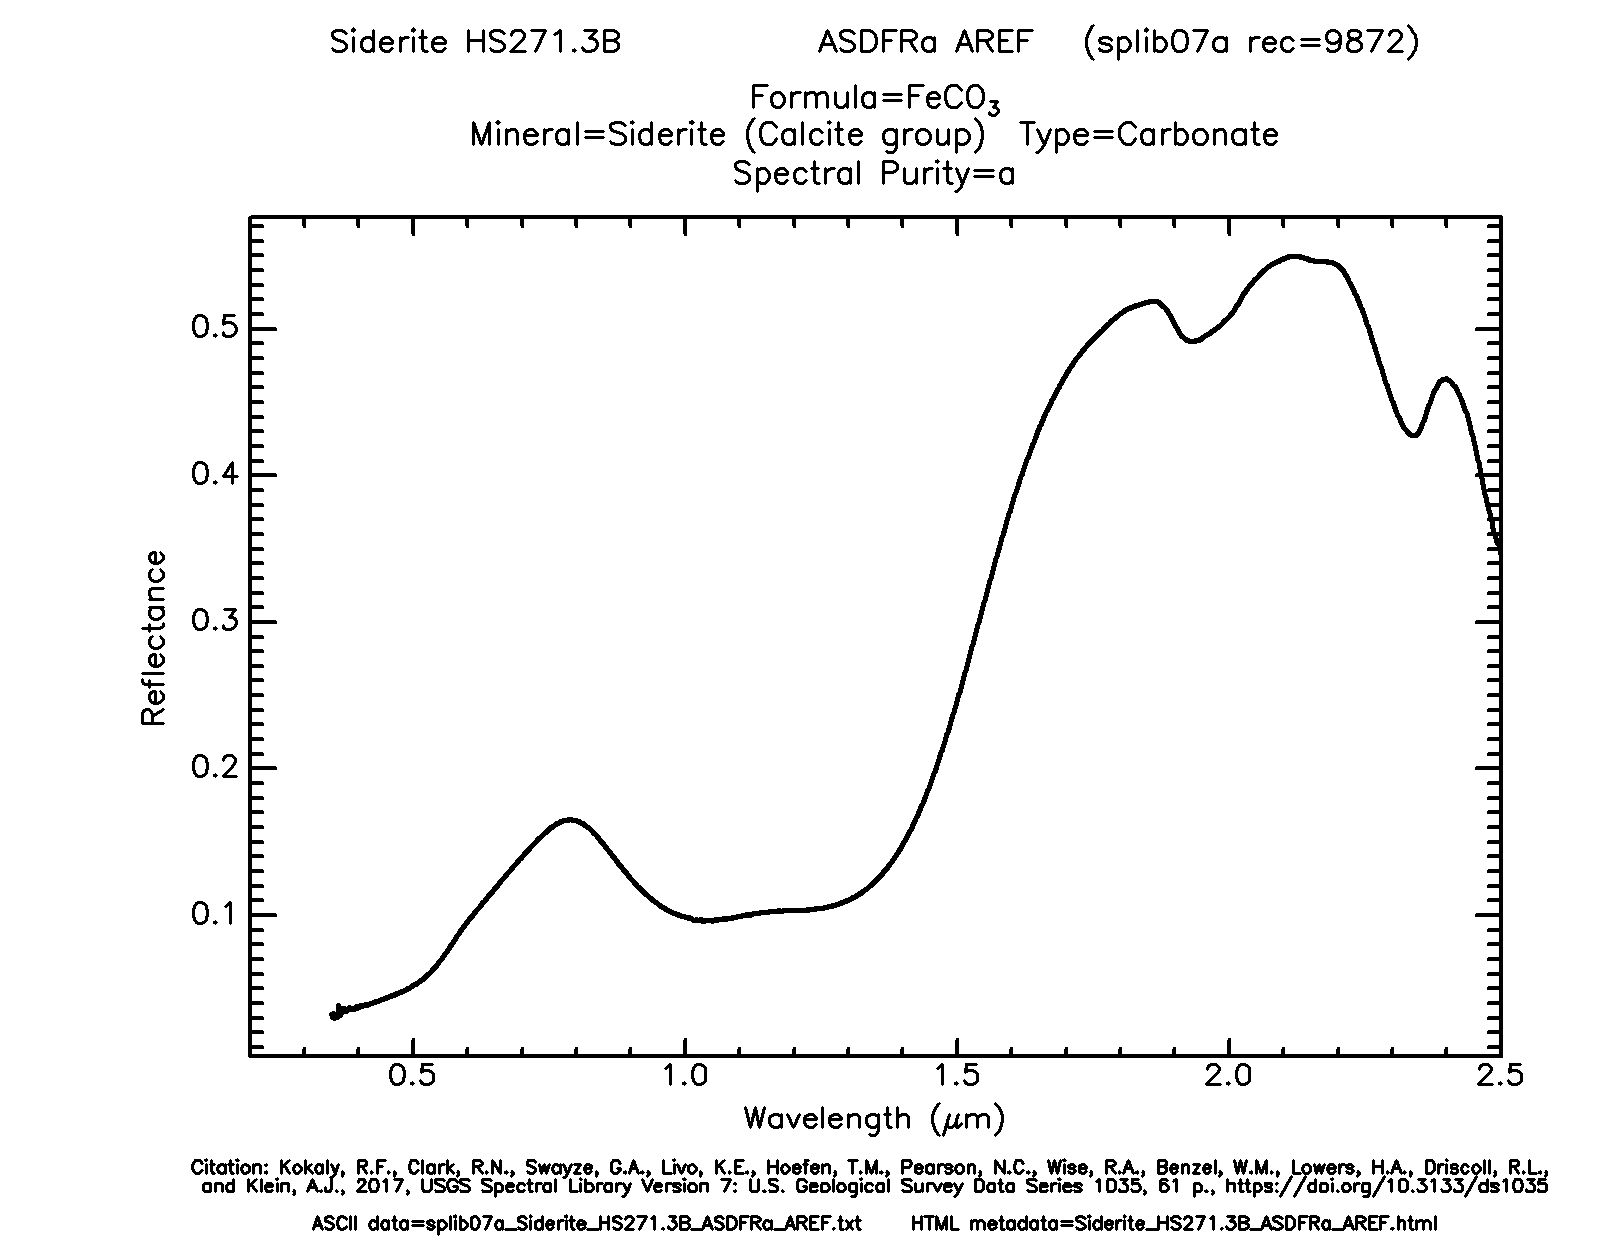 Siderite HS271.3B ASDFRa AREF (splib07a rec=9872)
Formula=FeCO₃
Mineral=Siderite (Calcite group) Type=Carbonate
Spectral Purity=a
0.5
0.4
0.3
0.2
0.1
Reflectance
0.5 1.0 1.5 2.0 2.5
Wavelength (μm)
Citation: Kokaly, R.F., Clark, R.N., Swayze, G.A., Livo, K.E., Hoefen, T.M., Pearson, N.C., Wise, R.A., Benzel, W.M., Lowers, H.A., Driscoll, R.L.,
and Klein, A.J., 2017, USGS Spectral Library Version 7: U.S. Geological Survey Data Series 1035, 61 p., https://doi.org/10.3133/ds1035
ASCII data=splib07a_Siderite_HS271.3B_ASDFRa_AREF.txt HTML metadata=Siderite_HS271.3B_ASDFRa_AREF.html